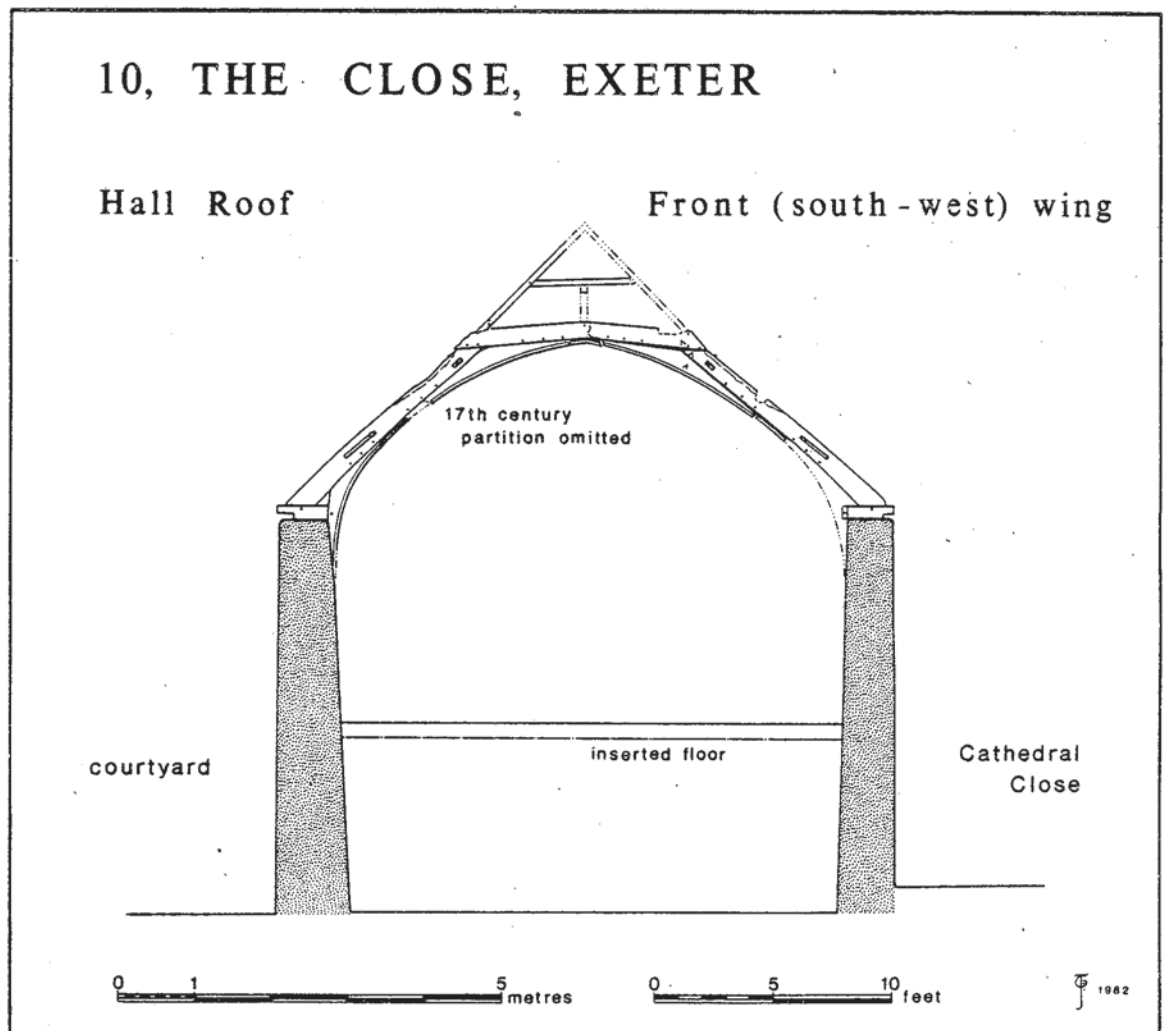 10, THE CLOSE, EXETER
Hall Roof
Front (south-west) wing
17th century
partition omitted
inserted floor
courtyard
Cathedral
Close
0 1 5 metres
0 5 10 feet
1982